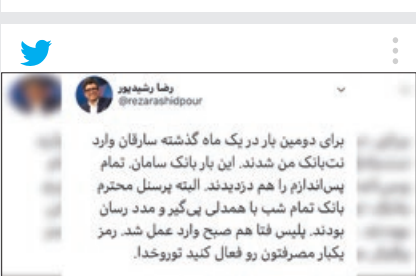 رضا رشیدپور
@rezarashidpour
برای دومین بار در یک ماه گذشته سارقان وارد
نت‌بانک من شدند. این بار بانک سامان. تمام
پس‌اندازم را هم دزدیدند. البته پرسنل محترم
بانک تمام شب با همدلی پی‌گیر و مدد رسان
بودند. پلیس فتا هم صبح وارد عمل شد. رمز
یکبار مصرفتون رو فعال کنید توروخدا.